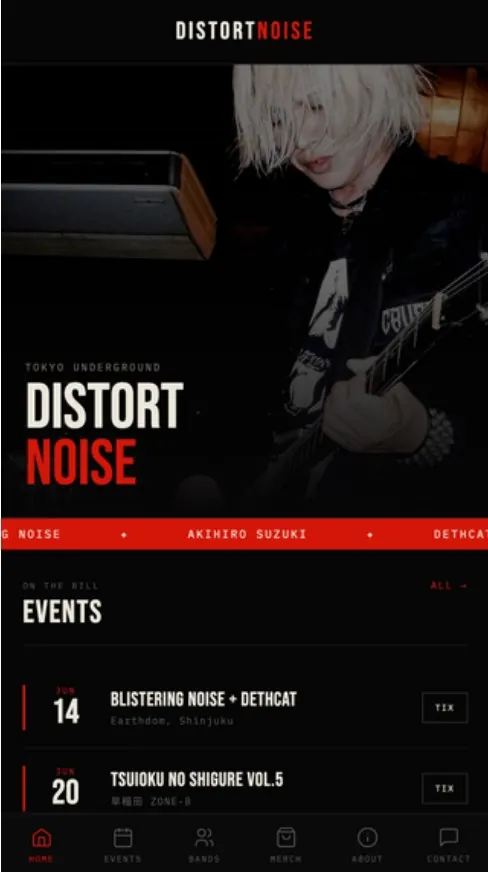 DISTORTNOISE
TOKYO UNDERGROUND
DISTORT
NOISE
G NOISE ✦ AKIHIRO SUZUKI ✦ DETHCAT
ON THE BILL
ALL →
EVENTS
JUN
14
BLISTERING NOISE + DETHCAT
Earthdom, Shinjuku
TIX
JUN
20
TSUIOKU NO SHIGURE VOL.5
早稲田 ZONE-B
TIX
HOME
EVENTS
BANDS
MERCH
ABOUT
CONTACT